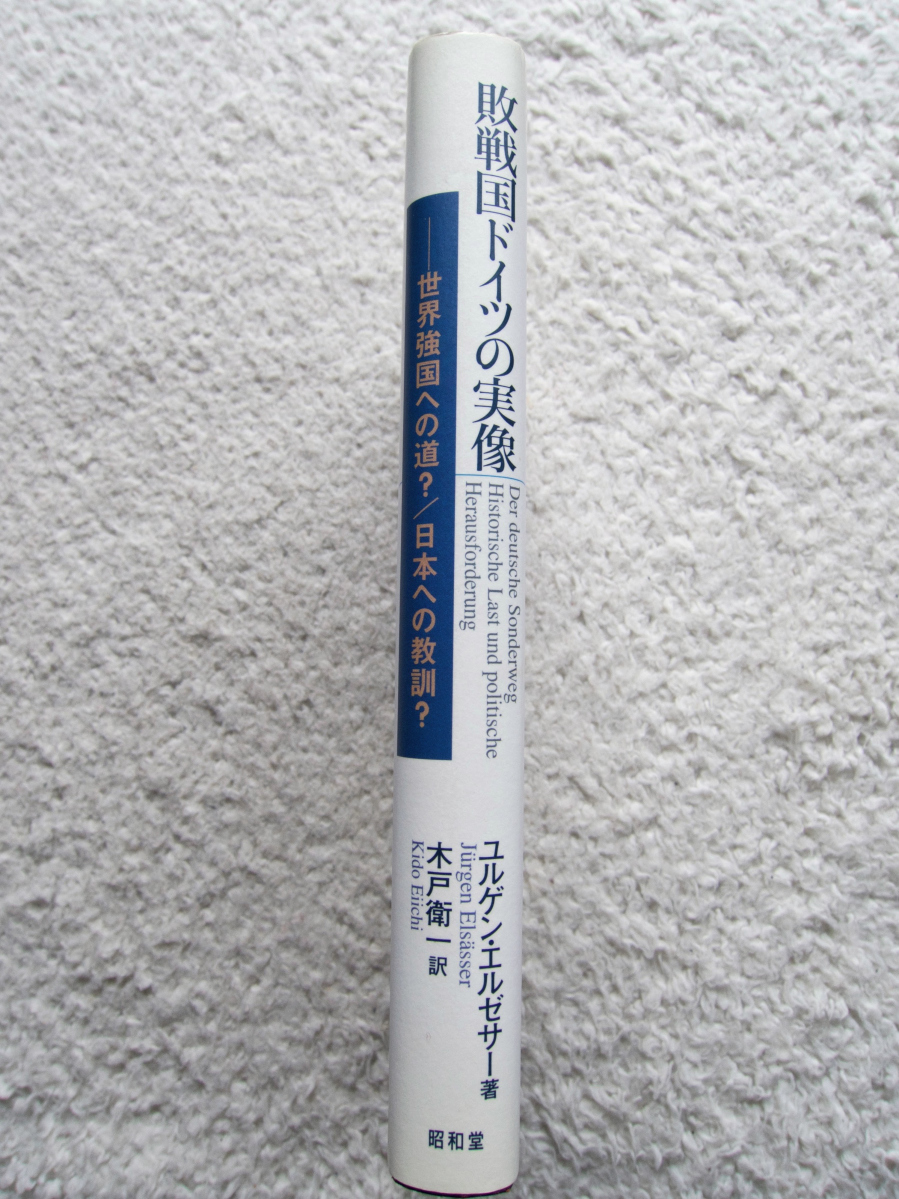 敗戦国ドイツの実像
――世界強国への道?/日本への教訓?
Der deutsche Sonderweg
Historische Last und politische
Herausforderung
ユルゲン・エルゼサー著
Jürgen Elsässer
木戸衛一訳
Kido Eiichi
昭和堂